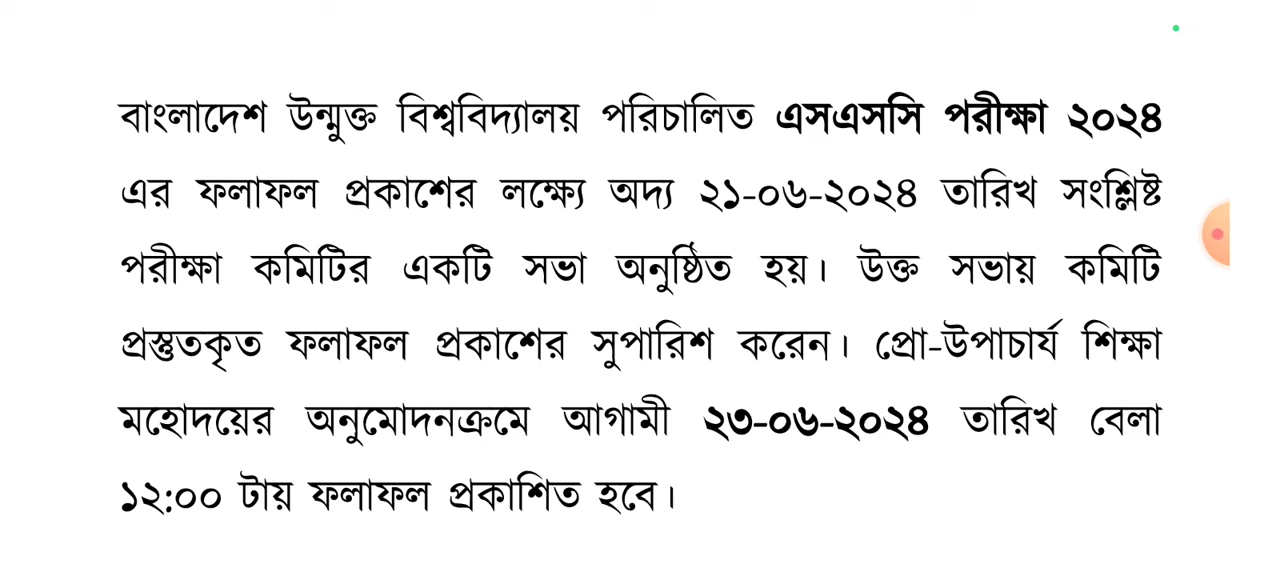 বাংলাদেশ উন্মুক্ত বিশ্ববিদ্যালয় পরিচালিত এসএসসি পরীক্ষা ২০২৪
এর ফলাফল প্রকাশের লক্ষ্যে অদ্য ২১-০৬-২০২৪ তারিখ সংশ্লিষ্ট
পরীক্ষা কমিটির একটি সভা অনুষ্ঠিত হয়। উক্ত সভায় কমিটি
প্রস্তুতকৃত ফলাফল প্রকাশের সুপারিশ করেন। প্রো-উপাচার্য শিক্ষা
মহোদয়ের অনুমোদনক্রমে আগামী ২৩-০৬-২০২৪ তারিখ বেলা
১২:০০ টায় ফলাফল প্রকাশিত হবে।